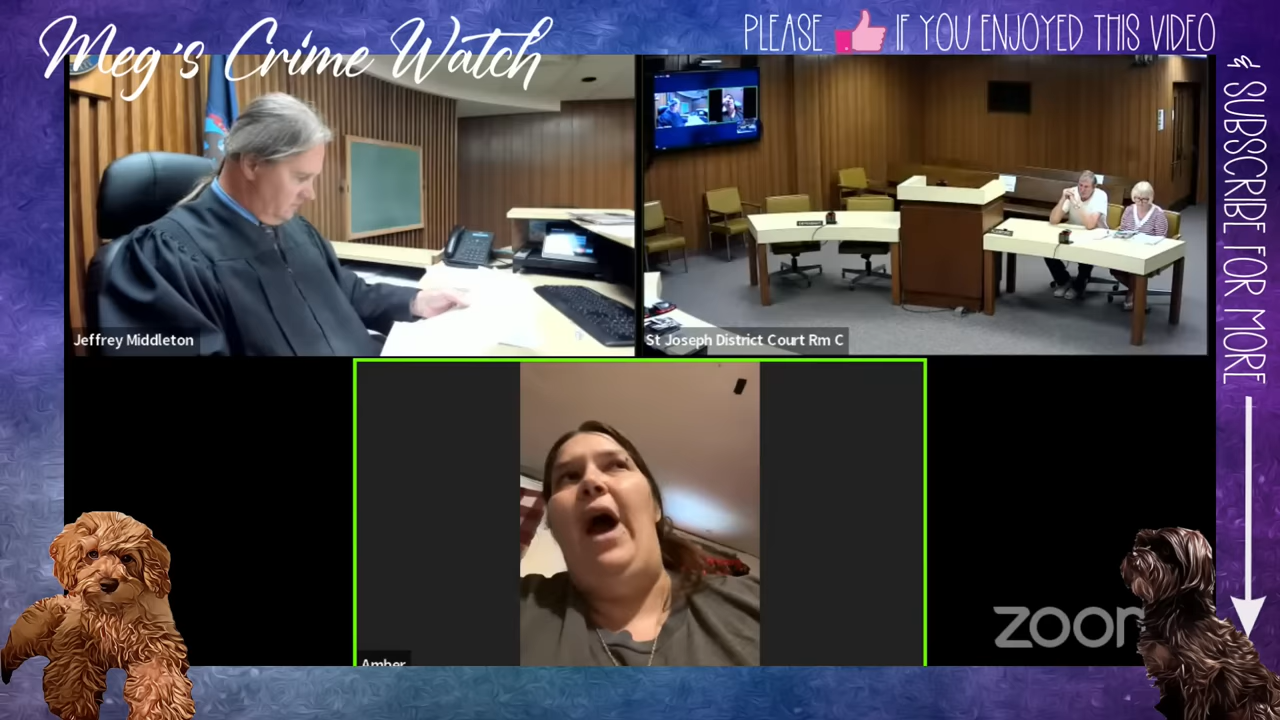 Meg's Crime Watch
PLEASE 👍 IF YOU ENJOYED THIS VIDEO
& SUBSCRIBE FOR MORE
Jeffrey Middleton
St Joseph District Court Rm C
Amber
zoom